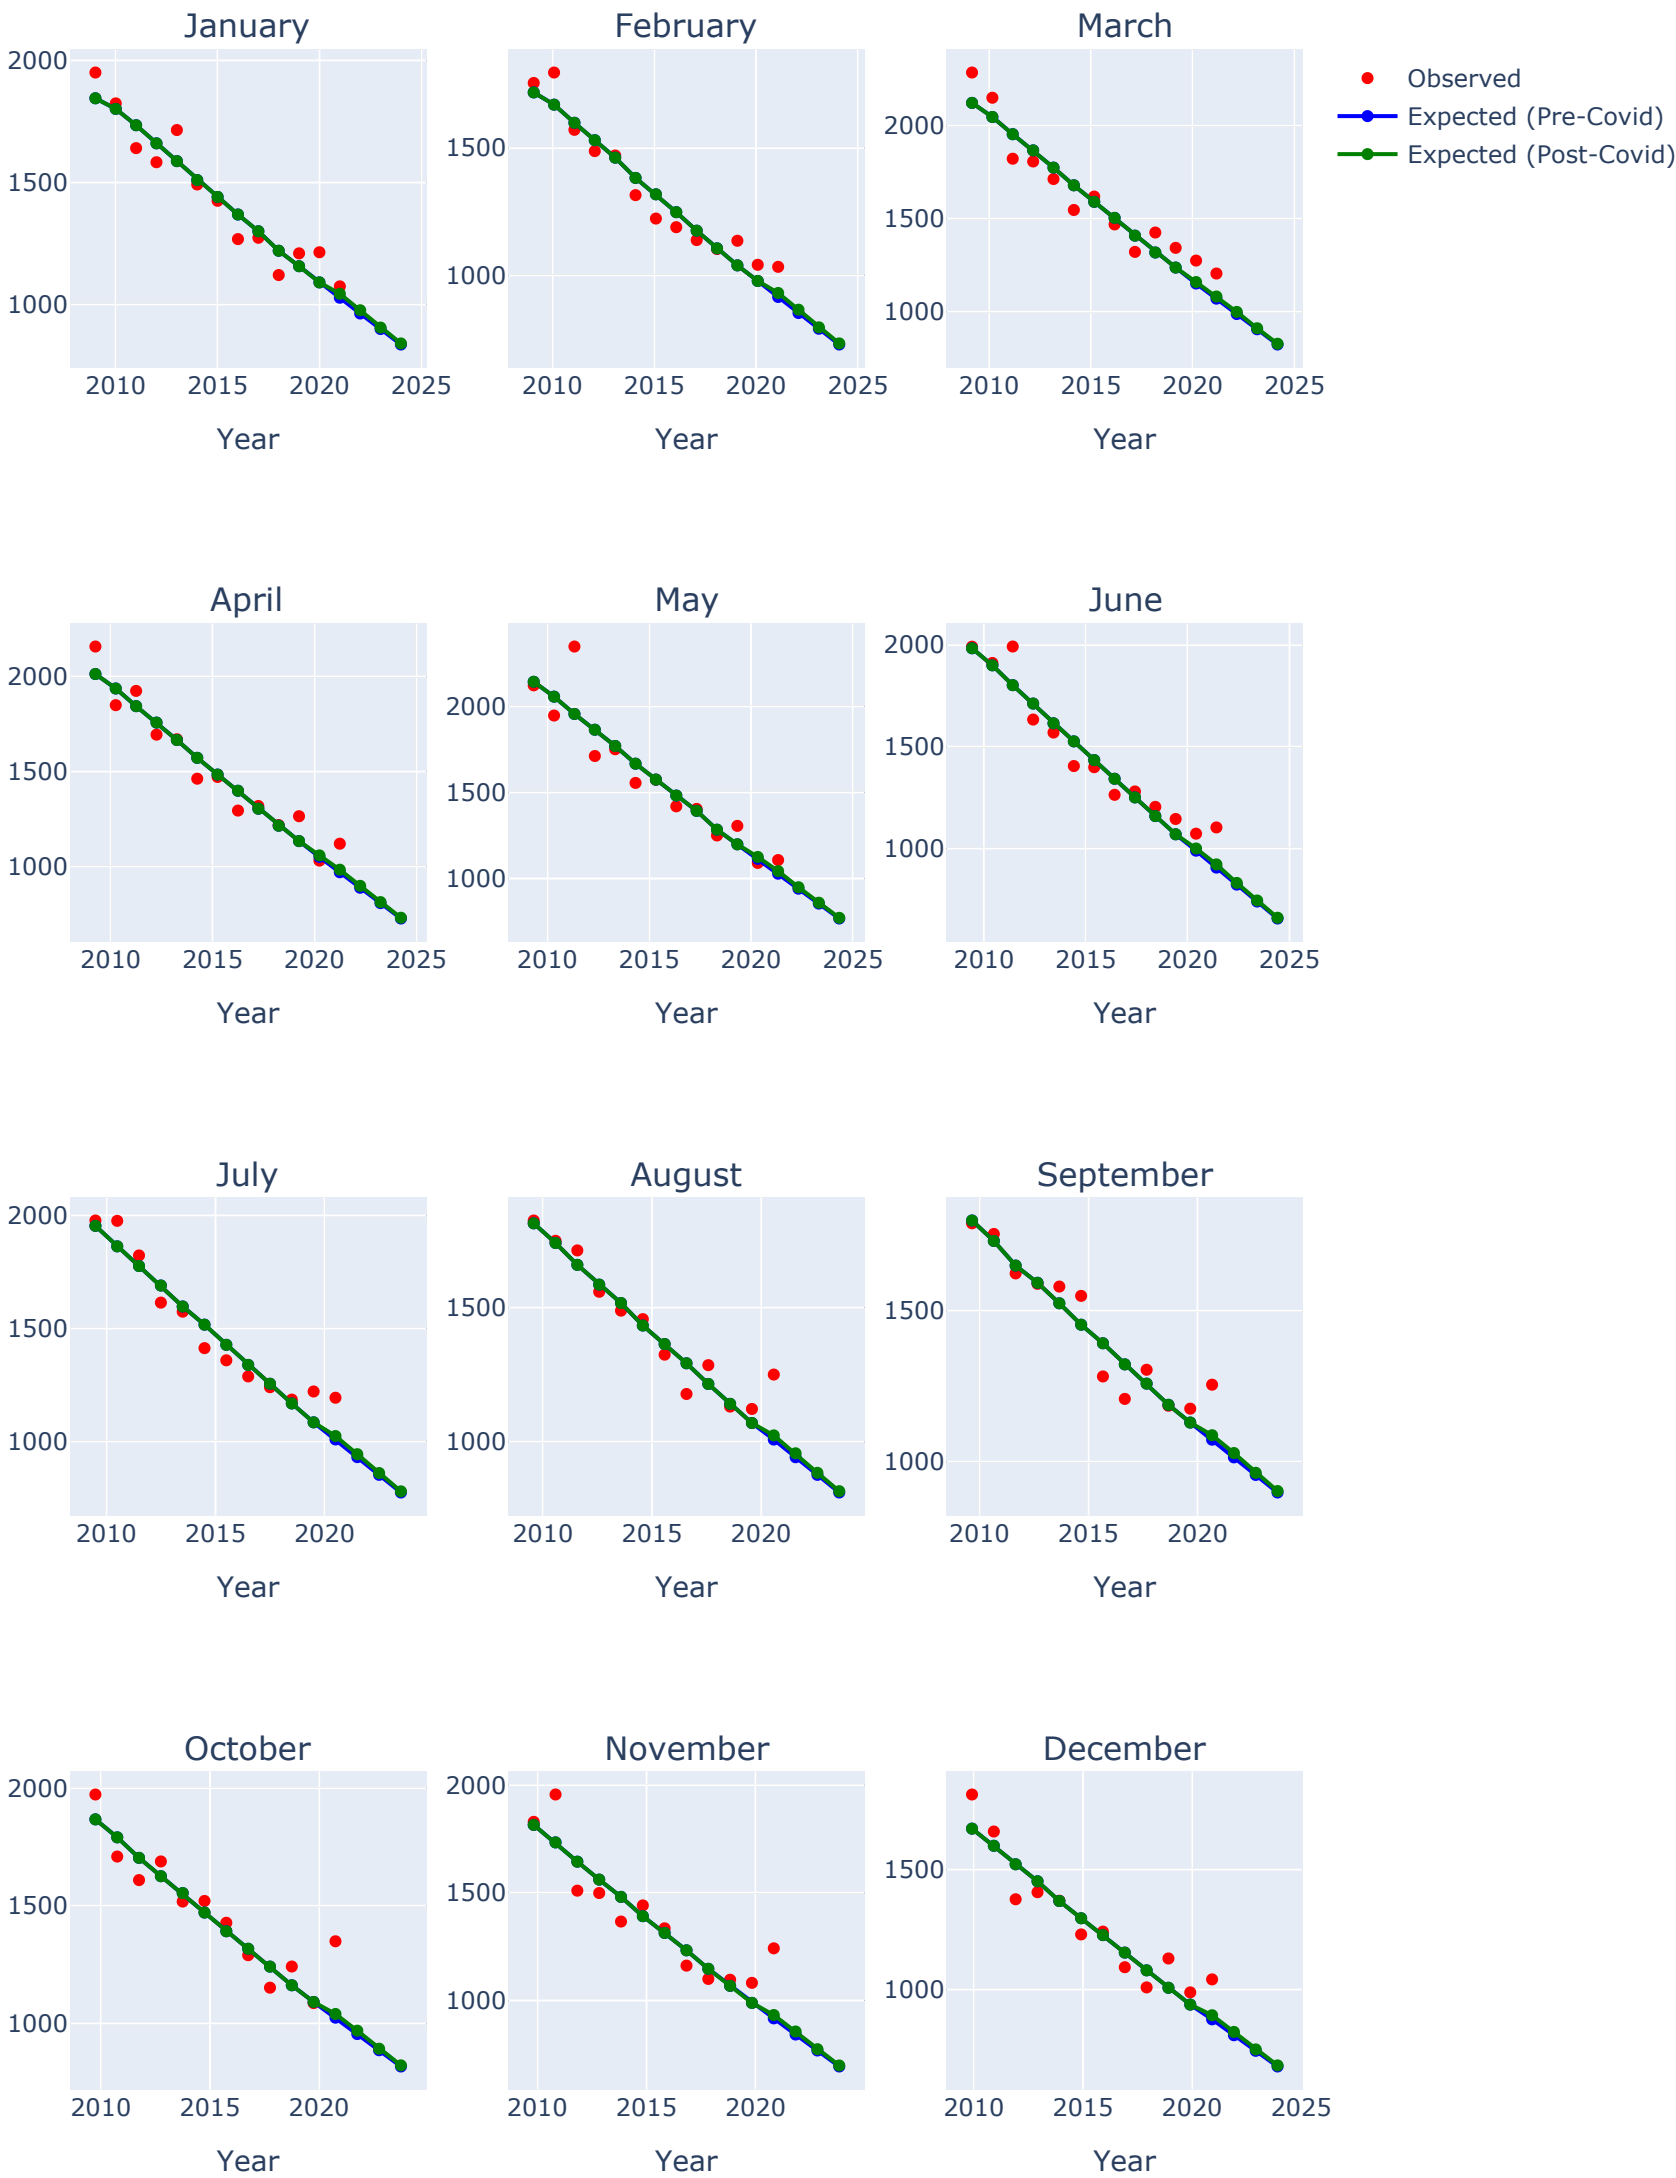 January
February
March
2000
1500
1000
2010
2015
2020
2025
Year
1500
1000
2010
2015
2020
2025
Year
2000
1500
1000
2010
2015
2020
2025
Year
Observed
Expected (Pre-Covid)
Expected (Post-Covid)
April
May
June
2000
1500
1000
2010
2015
2020
2025
Year
2000
1500
1000
2010
2015
2020
2025
Year
2000
1500
1000
2010
2015
2020
2025
Year
July
August
September
2000
1500
1000
2010
2015
2020
Year
1500
1000
2010
2015
2020
Year
1500
1000
2010
2015
2020
Year
October
November
December
2000
1500
1000
2010
2015
2020
Year
2000
1500
1000
2010
2015
2020
Year
1500
1000
2010
2015
2020
2025
Year